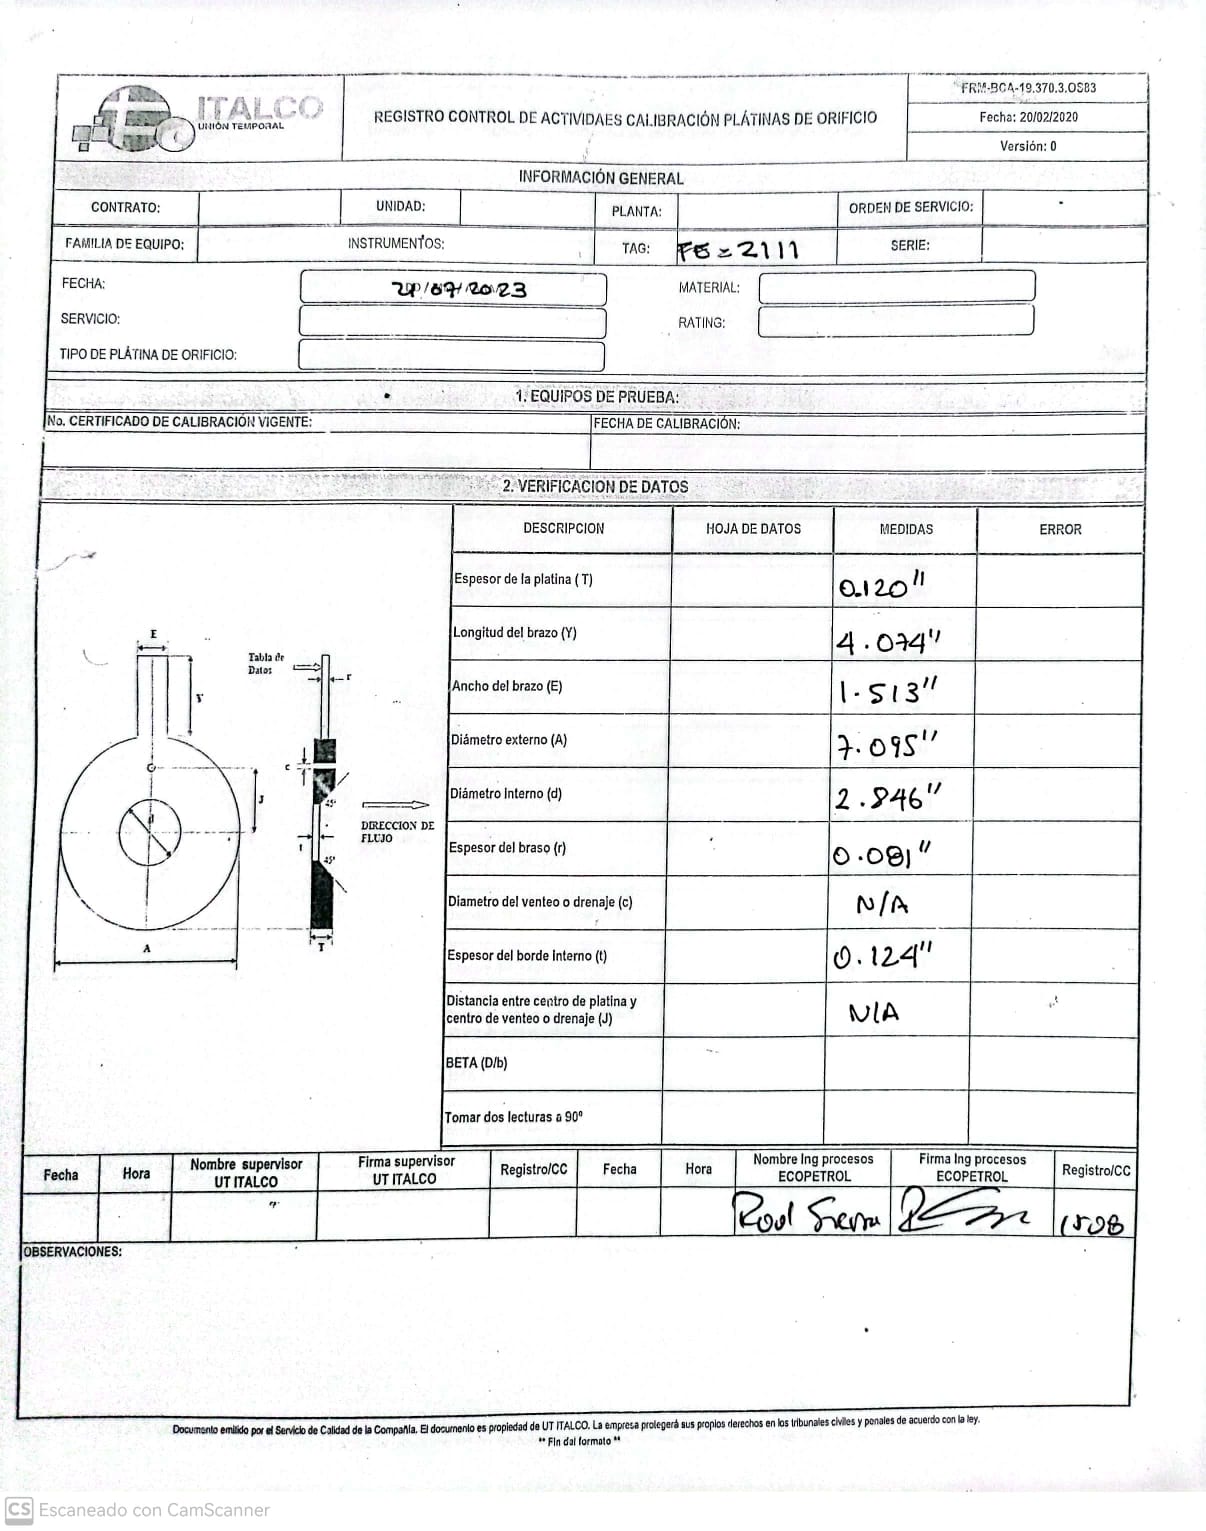 ITALCO
UNIÓN TEMPORAL
REGISTRO CONTROL DE ACTIVIDAES CALIBRACIÓN PLÁTINAS DE ORIFICIO
FRM-BCA-19.370.3.OS83
Fecha: 20/02/2020
Versión: 0
INFORMACIÓN GENERAL
CONTRATO: UNIDAD: PLANTA: ORDEN DE SERVICIO:
FAMILIA DE EQUIPO: INSTRUMENTOS: TAG: FE-2111 SERIE:
FECHA: /07/2023 MATERIAL:
SERVICIO: RATING:
TIPO DE PLÁTINA DE ORIFICIO:
1. EQUIPOS DE PRUEBA:
No. CERTIFICADO DE CALIBRACIÓN VIGENTE: FECHA DE CALIBRACIÓN:
2. VERIFICACION DE DATOS
DESCRIPCION HOJA DE DATOS MEDIDAS ERROR
Espesor de la platina (T) 0.120"
Longitud del brazo (Y) 4.074"
Ancho del brazo (E) 1.513"
Diámetro externo (A) 7.095"
Diámetro Interno (d) 2.846"
Espesor del braso (r) 0.081"
Diametro del venteo o drenaje (c) N/A
Espesor del borde Interno (t) 0.124"
Distancia entre centro de platina y
centro de venteo o drenaje (J) N/A
BETA (D/b)
Tomar dos lecturas a 90°
E
Tabla de
Datos
r
Y
c
J
45°
d
DIRECCION DE
FLUJO
t
45°
A
T
Fecha Hora Nombre supervisor
UT ITALCO Firma supervisor
UT ITALCO Registro/CC Fecha Hora Nombre Ing procesos
ECOPETROL Firma Ing procesos
ECOPETROL Registro/CC
Raul Sierra 1508
OBSERVACIONES:
Documento emitido por el Servicio de Calidad de la Compañía. El documento es propiedad de UT ITALCO. La empresa protegerá sus propios derechos en los tribunales civiles y penales de acuerdo con la ley.
** Fin dal formato **
CS Escaneado con CamScanner